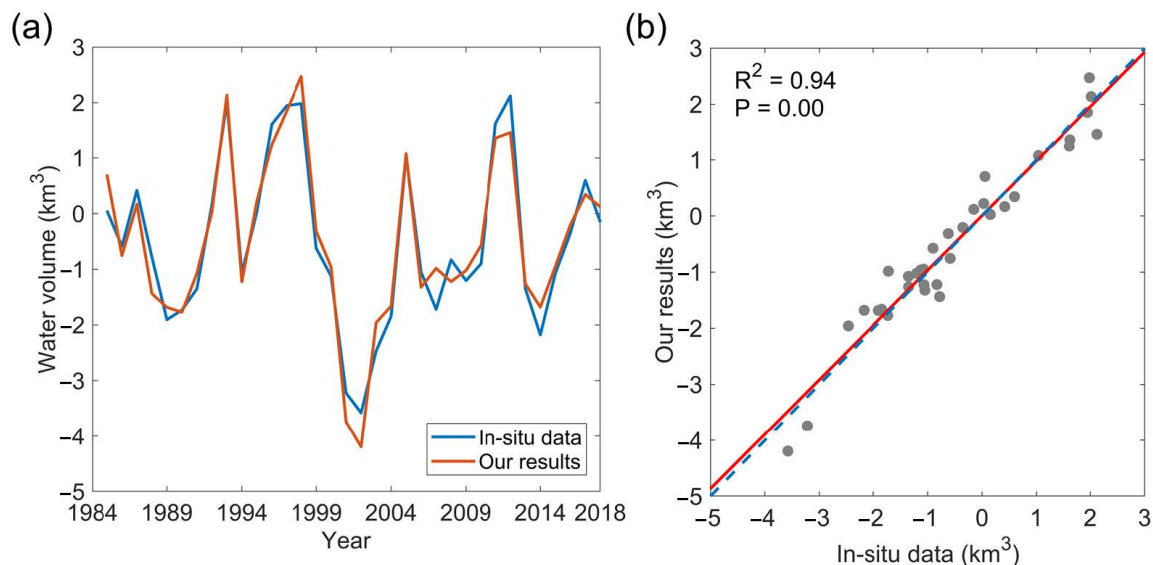 (a)
3
2
1
0
−1
−2
−3
−4
−5
Water volume (km³)
In-situ data
Our results
1984 1989 1994 1999 2004 2009 2014 2018
Year
(b)
R² = 0.94
P = 0.00
3
2
1
0
−1
−2
−3
−4
−5
Our results (km³)
−5 −4 −3 −2 −1 0 1 2 3
In-situ data (km³)